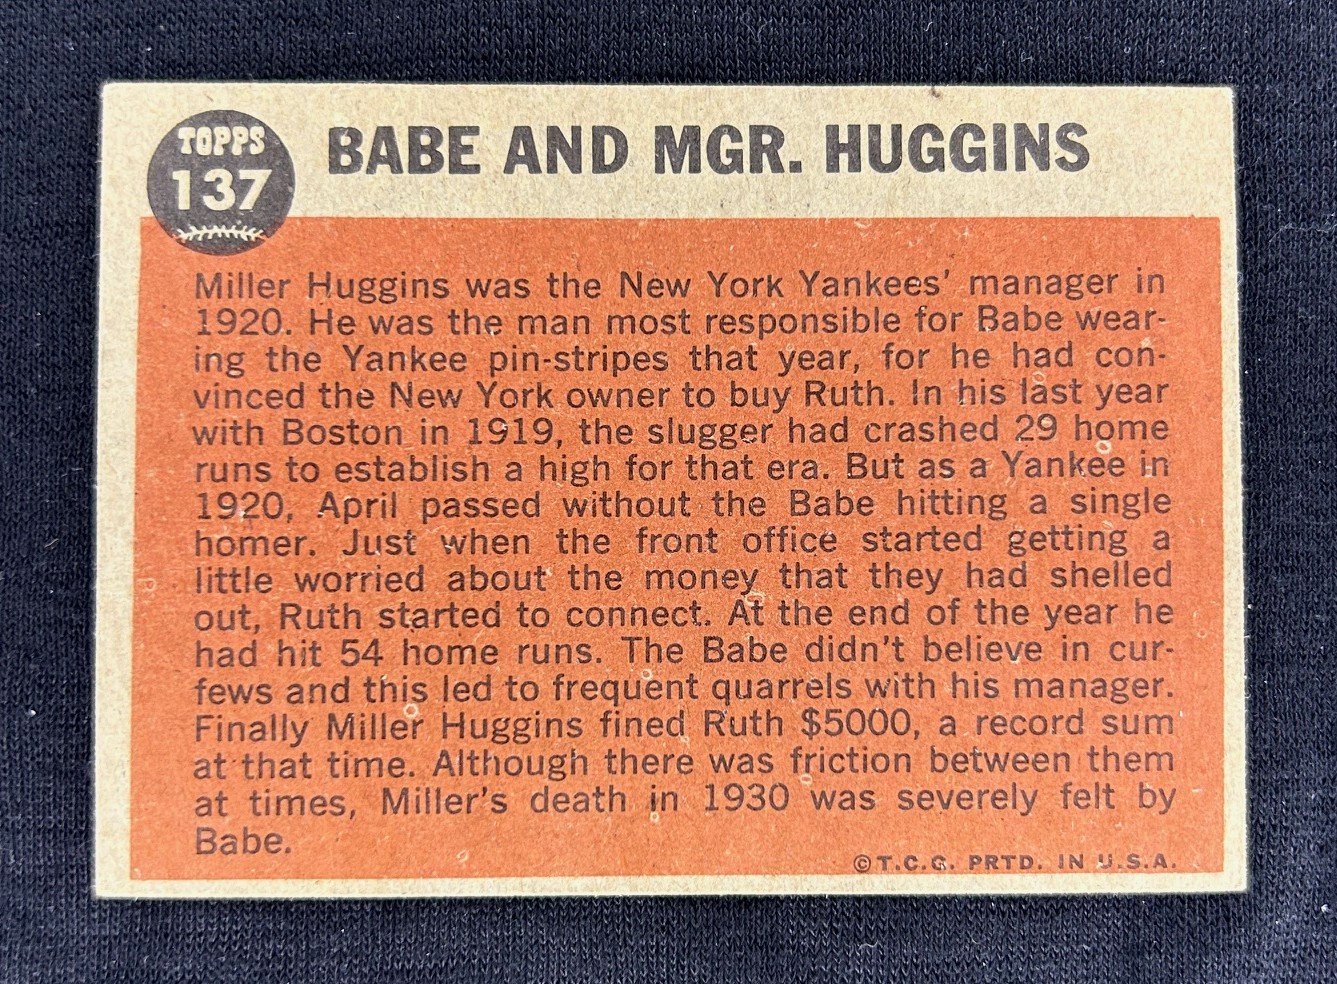 TOPPS
137
BABE AND MGR. HUGGINS
Miller Huggins was the New York Yankees' manager in
1920. He was the man most responsible for Babe wear-
ing the Yankee pin-stripes that year, for he had con-
vinced the New York owner to buy Ruth. In his last year
with Boston in 1919, the slugger had crashed 29 home
runs to establish a high for that era. But as a Yankee in
1920, April passed without the Babe hitting a single
homer. Just when the front office started getting a
little worried about the money that they had shelled
out, Ruth started to connect. At the end of the year he
had hit 54 home runs. The Babe didn't believe in cur-
fews and this led to frequent quarrels with his manager.
Finally Miller Huggins fined Ruth $5000, a record sum
at that time. Although there was friction between them
at times, Miller's death in 1930 was severely felt by
Babe.
©T.C.G. PRTD. IN U.S.A.